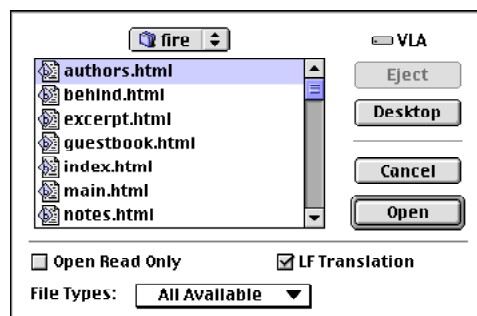 fire
VLA
authors.html
behind.html
excerpt.html
guestbook.html
index.html
main.html
notes.html
Eject
Desktop
Cancel
Open
Open Read Only
LF Translation
File Types: All Available